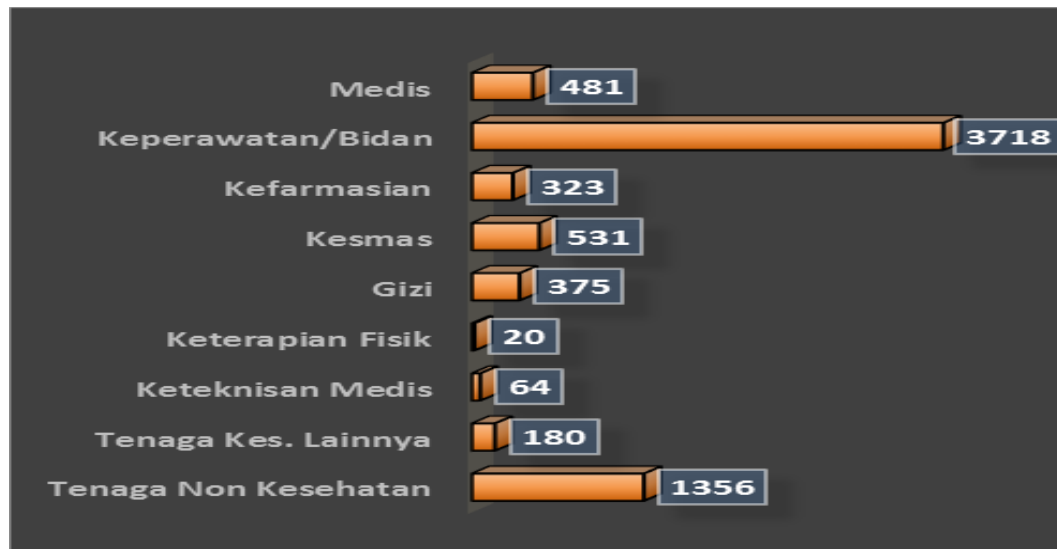 Medis 481
Keperawatan/Bidan 3718
Kefarmasian 323
Kesmas 531
Gizi 375
Keterapian Fisik 20
Keteknisan Medis 64
Tenaga Kes. Lainnya 180
Tenaga Non Kesehatan 1356